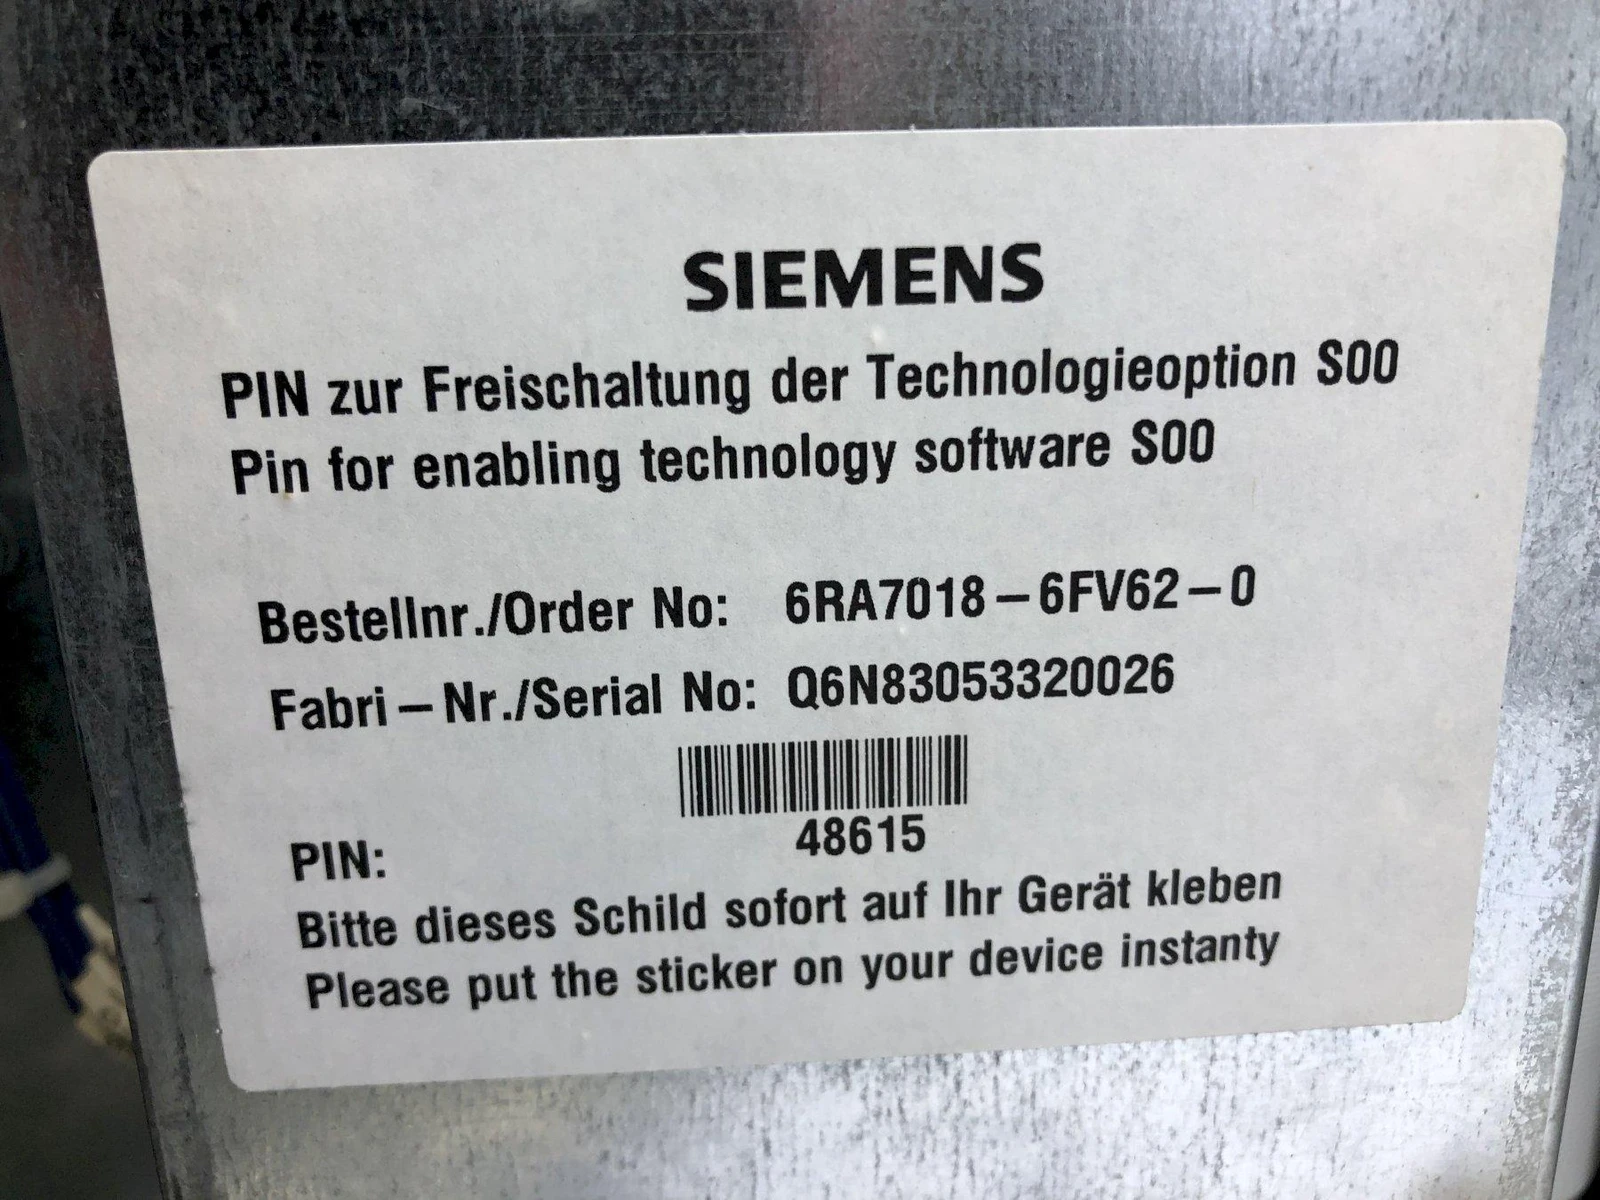 SIEMENS
PIN zur Freischaltung der Technologieoption S00
Pin for enabling technology software S00
Bestellnr./Order No: 6RA7018-6FV62-0
Fabri-Nr./Serial No: Q6N83053320026
48615
PIN:
Bitte dieses Schild sofort auf Ihr Gerät kleben
Please put the sticker on your device instanty